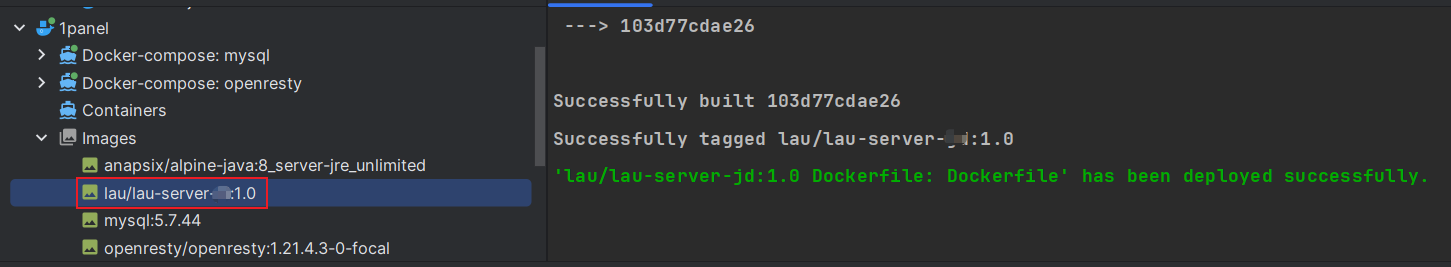 1panel
Docker-compose: mysql
Docker-compose: openresty
Containers
Images
anapsix/alpine-java:8_server-jre_unlimited
lau/lau-server- :1.0
mysql:5.7.44
openresty/openresty:1.21.4.3-0-focal
---> 103d77cdae26
Successfully built 103d77cdae26
Successfully tagged lau/lau-server- :1.0
'lau/lau-server-jd:1.0 Dockerfile: Dockerfile' has been deployed successfully.